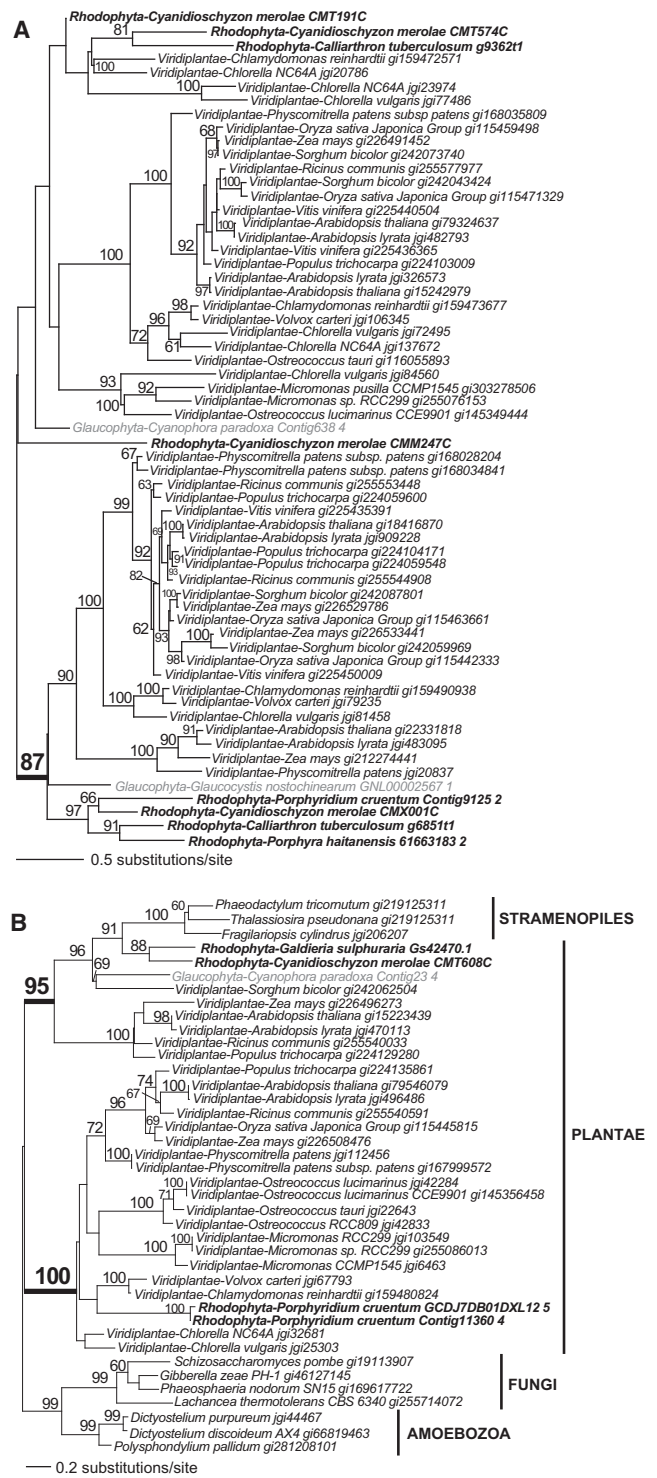 A
Rhodophyta-Cyanidioschyzon merolae CMT191C
81
Rhodophyta-Cyanidioschyzon merolae CMT574C
Rhodophyta-Calliarthron tuberculosum g9362t1
Viridiplantae-Chlamydomonas reinhardtii gi159472571
100
Viridiplantae-Chlorella NC64A jgi20786
100
Viridiplantae-Chlorella NC64A jgi23974
Viridiplantae-Chlorella vulgaris jgi77486
Viridiplantae-Physcomitrella patens subsp patens gi168035809
68
Viridiplantae-Oryza sativa Japonica Group gi115459498
Viridiplantae-Zea mays gi226491452
97
Viridiplantae-Sorghum bicolor gi242073740
Viridiplantae-Ricinus communis gi255577977
100
100
Viridiplantae-Sorghum bicolor gi242043424
Viridiplantae-Oryza sativa Japonica Group gi115471329
Viridiplantae-Vitis vinifera gi225440504
100
Viridiplantae-Arabidopsis thaliana gi79324637
Viridiplantae-Arabidopsis lyrata jgi482793
92
Viridiplantae-Vitis vinifera gi225436365
100
Viridiplantae-Populus trichocarpa gi224103009
Viridiplantae-Arabidopsis lyrata jgi326573
97
Viridiplantae-Arabidopsis thaliana gi15242979
98
Viridiplantae-Chlamydomonas reinhardtii gi159473677
96
Viridiplantae-Volvox carteri jgi106345
72
Viridiplantae-Chlorella vulgaris jgi72495
61
Viridiplantae-Chlorella NC64A jgi137672
Viridiplantae-Ostreococcus tauri gi116055893
93
Viridiplantae-Chlorella vulgaris jgi84560
92
Viridiplantae-Micromonas pusilla CCMP1545 gi303278506
100
Viridiplantae-Micromonas sp. RCC299 gi255076153
Viridiplantae-Ostreococcus lucimarinus CCE9901 gi145349444
Glaucophyta-Cyanophora paradoxa Contig638 4
Rhodophyta-Cyanidioschyzon merolae CMM247C
67
Viridiplantae-Physcomitrella patens subsp. patens gi168028204
Viridiplantae-Physcomitrella patens subsp. patens gi168034841
63
Viridiplantae-Ricinus communis gi255553448
99
Viridiplantae-Populus trichocarpa gi224059600
Viridiplantae-Vitis vinifera gi225435391
69
100
Viridiplantae-Arabidopsis thaliana gi18416870
Viridiplantae-Arabidopsis lyrata jgi909228
92
Viridiplantae-Populus trichocarpa gi224104171
91
Viridiplantae-Populus trichocarpa gi224059548
93
82
Viridiplantae-Ricinus communis gi255544908
100
Viridiplantae-Sorghum bicolor gi242087801
100
Viridiplantae-Zea mays gi226529786
Viridiplantae-Oryza sativa Japonica Group gi115463661
62
93
100
Viridiplantae-Zea mays gi226533441
Viridiplantae-Sorghum bicolor gi242059969
98
Viridiplantae-Oryza sativa Japonica Group gi115442333
Viridiplantae-Vitis vinifera gi225450009
90
100
100
Viridiplantae-Chlamydomonas reinhardtii gi159490938
Viridiplantae-Volvox carteri jgi79235
Viridiplantae-Chlorella vulgaris jgi81458
91
Viridiplantae-Arabidopsis thaliana gi22331818
90
Viridiplantae-Arabidopsis lyrata jgi483095
100
Viridiplantae-Zea mays gi212274441
87
Viridiplantae-Physcomitrella patens jgi20837
Glaucophyta-Glaucocystis nostochinearum GNL00002567 1
66
Rhodophyta-Porphyridium cruentum Contig9125 2
97
Rhodophyta-Cyanidioschyzon merolae CMX001C
91
Rhodophyta-Calliarthron tuberculosum g6851t1
Rhodophyta-Porphyra haitanensis 61663183 2
0.5 substitutions/site
B
60
Phaeodactylum tricornutum gi219125311
100
Thalassiosira pseudonana gi219125311
STRAMENOPILES
91
Fragilariopsis cylindrus jgi206207
96
88
Rhodophyta-Galdieria sulphuraria Gs42470.1
Rhodophyta-Cyanidioschyzon merolae CMT608C
69
Glaucophyta-Cyanophora paradoxa Contig23 4
95
Viridiplantae-Sorghum bicolor gi242062504
Viridiplantae-Zea mays gi226496273
98
Viridiplantae-Arabidopsis thaliana gi15223439
Viridiplantae-Arabidopsis lyrata jgi470113
100
Viridiplantae-Ricinus communis gi255540033
Viridiplantae-Populus trichocarpa gi224129280
Viridiplantae-Populus trichocarpa gi224135861
74
100
Viridiplantae-Arabidopsis thaliana gi79546079
67
Viridiplantae-Arabidopsis lyrata jgi496486
96
Viridiplantae-Ricinus communis gi255540591
69
Viridiplantae-Oryza sativa Japonica Group gi115445815
72
Viridiplantae-Zea mays gi226508476
PLANTAE
100
Viridiplantae-Physcomitrella patens jgi112456
Viridiplantae-Physcomitrella patens subsp. patens gi167999572
100
Viridiplantae-Ostreococcus lucimarinus jgi42284
71
Viridiplantae-Ostreococcus lucimarinus CCE9901 gi145356458
100
Viridiplantae-Ostreococcus tauri jgi22643
Viridiplantae-Ostreococcus RCC809 jgi42833
100
Viridiplantae-Micromonas RCC299 jgi103549
100
Viridiplantae-Micromonas sp. RCC299 gi255086013
Viridiplantae-Micromonas CCMP1545 jgi6463
100
100
Viridiplantae-Volvox carteri jgi67793
Viridiplantae-Chlamydomonas reinhardtii gi159480824
100
Rhodophyta-Porphyridium cruentum GCDJ7DB01DXL12 5
Rhodophyta-Porphyridium cruentum Contig11360 4
Viridiplantae-Chlorella NC64A jgi32681
Viridiplantae-Chlorella vulgaris jgi25303
60
Schizosaccharomyces pombe gi19113907
99
Gibberella zeae PH-1 gi46127145
FUNGI
Phaeosphaeria nodorum SN15 gi169617722
99
Lachancea thermotolerans CBS 6340 gi255714072
99
Dictyostelium purpureum jgi44467
99
Dictyostelium discoideum AX4 gi66819463
AMOEBOZOA
Polysphondylium pallidum gi281208101
0.2 substitutions/site